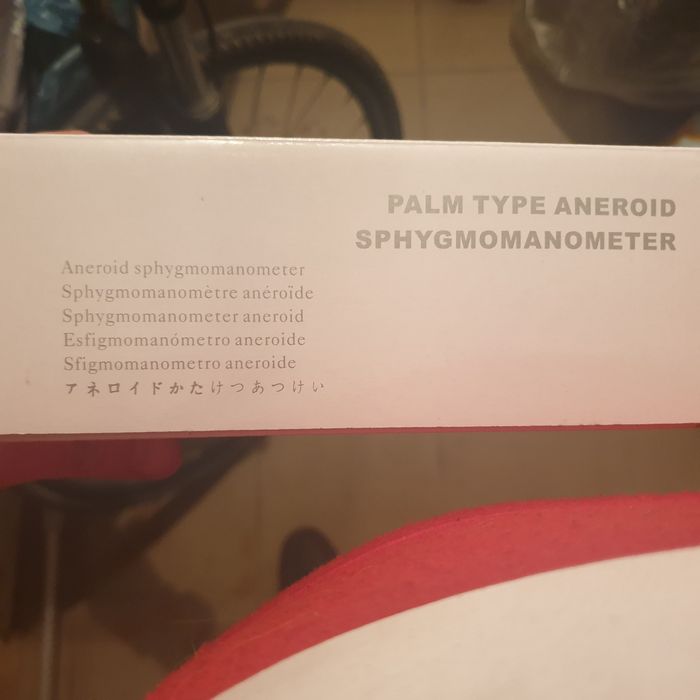 PALM TYPE ANEROID
SPHYGMOMANOMETER
Aneroid sphygmomanometer
Sphygmomanomètre anéroïde
Sphygmomanometer aneroid
Esfigmomanómetro aneroide
Sfigmomanometro aneroide
アネロイドかたけつあつけい